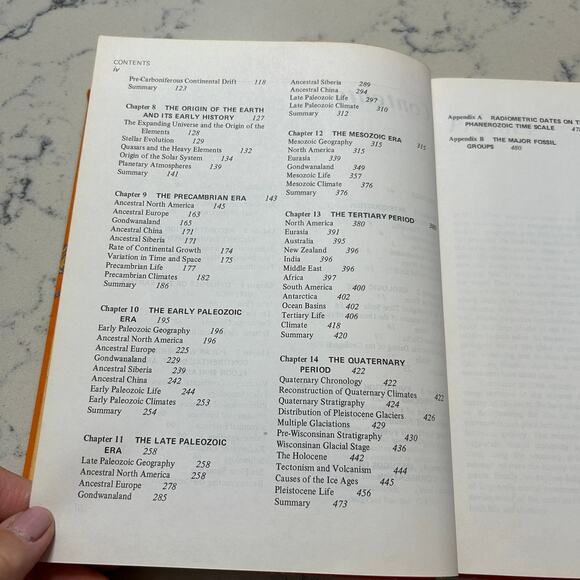 CONTENTS
iv
Pre-Carboniferous Continental Drift 118
Summary 123
Chapter 8 THE ORIGIN OF THE EARTH
AND ITS EARLY HISTORY 127
The Expanding Universe and the Origin of the
Elements 128
Stellar Evolution 129
Quasars and the Heavy Elements 132
Origin of the Solar System 134
Planetary Atmospheres 139
Summary 141
Chapter 9 THE PRECAMBRIAN ERA 143
Ancestral North America 145
Ancestral Europe 163
Gondwanaland 165
Ancestral China 171
Ancestral Siberia 171
Rate of Continental Growth 174
Variation in Time and Space 175
Precambrian Life 177
Precambrian Climates 182
Summary 186
Chapter 10 THE EARLY PALEOZOIC
ERA 195
Early Paleozoic Geography 196
Ancestral North America 196
Ancestral Europe 225
Gondwanaland 229
Ancestral Siberia 239
Ancestral China 242
Early Paleozoic Life 244
Early Paleozoic Climates 253
Summary 254
Chapter 11 THE LATE PALEOZOIC
ERA 258
Late Paleozoic Geography 258
Ancestral North America 258
Ancestral Europe 278
Gondwanaland 285
Ancestral Siberia 289
Ancestral China 294
Late Paleozoic Life 297
Late Paleozoic Climate 310
Summary 312
Chapter 12 THE MESOZOIC ERA 315
Mesozoic Geography 315
North America 315
Eurasia 339
Gondwanaland 349
Mesozoic Life 357
Mesozoic Climate 376
Summary 376
Chapter 13 THE TERTIARY PERIOD 380
North America 380
Eurasia 391
Australia 395
New Zealand 396
India 396
Middle East 396
Africa 397
South America 400
Antarctica 402
Ocean Basins 402
Tertiary Life 406
Climate 418
Summary 420
Chapter 14 THE QUATERNARY
PERIOD 422
Quaternary Chronology 422
Reconstruction of Quaternary Climates 422
Quaternary Stratigraphy 424
Distribution of Pleistocene Glaciers 426
Multiple Glaciations 429
Pre-Wisconsinan Stratigraphy 430
Wisconsinan Glacial Stage 436
The Holocene 442
Tectonism and Volcanism 444
Causes of the Ice Ages 445
Pleistocene Life 456
Summary 473
Appendix A RADIOMETRIC DATES ON
PHANEROZOIC TIME SCALE
Appendix B THE MAJOR FOSSIL
GROUPS 480